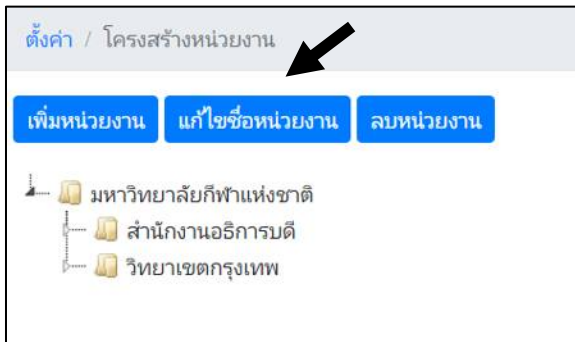 ตั้งค่า / โครงสร้างหน่วยงาน
เพิ่มหน่วยงาน แก้ไขชื่อหน่วยงาน ลบหน่วยงาน
มหาวิทยาลัยกีฬาแห่งชาติ
สำนักงานอธิการบดี
วิทยาเขตกรุงเทพ